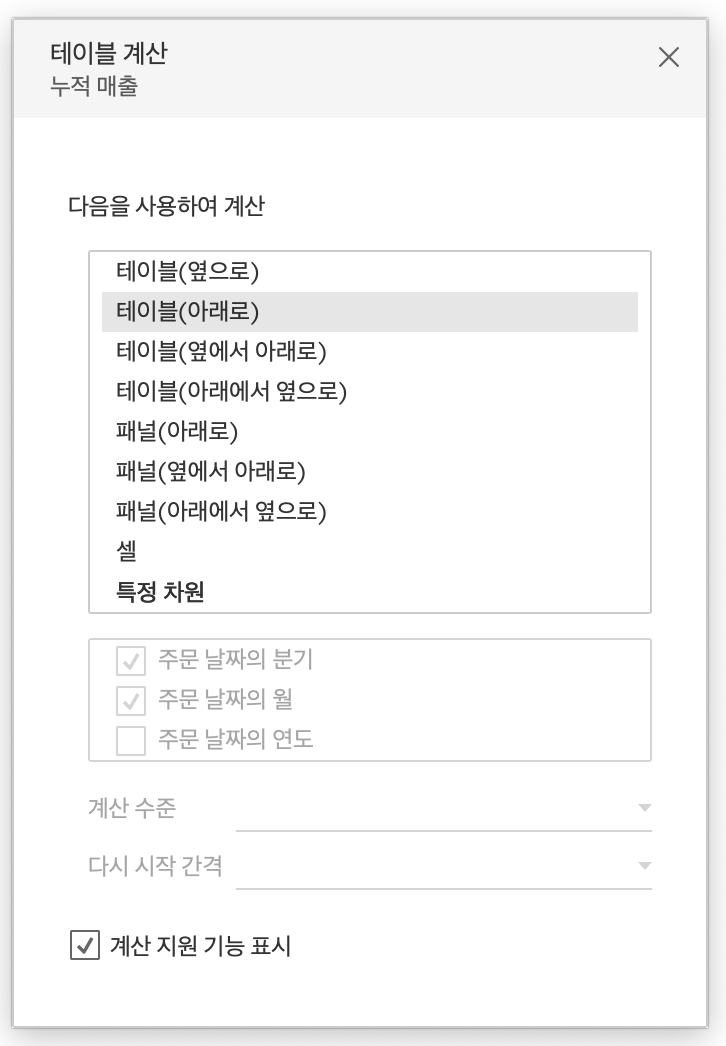 테이블 계산
누적 매출
다음을 사용하여 계산
테이블(옆으로)
테이블(아래로)
테이블(옆에서 아래로)
테이블(아래에서 옆으로)
패널(아래로)
패널(옆에서 아래로)
패널(아래에서 옆으로)
셀
특정 차원
주문 날짜의 분기
주문 날짜의 월
주문 날짜의 연도
계산 수준
다시 시작 간격
계산 지원 기능 표시